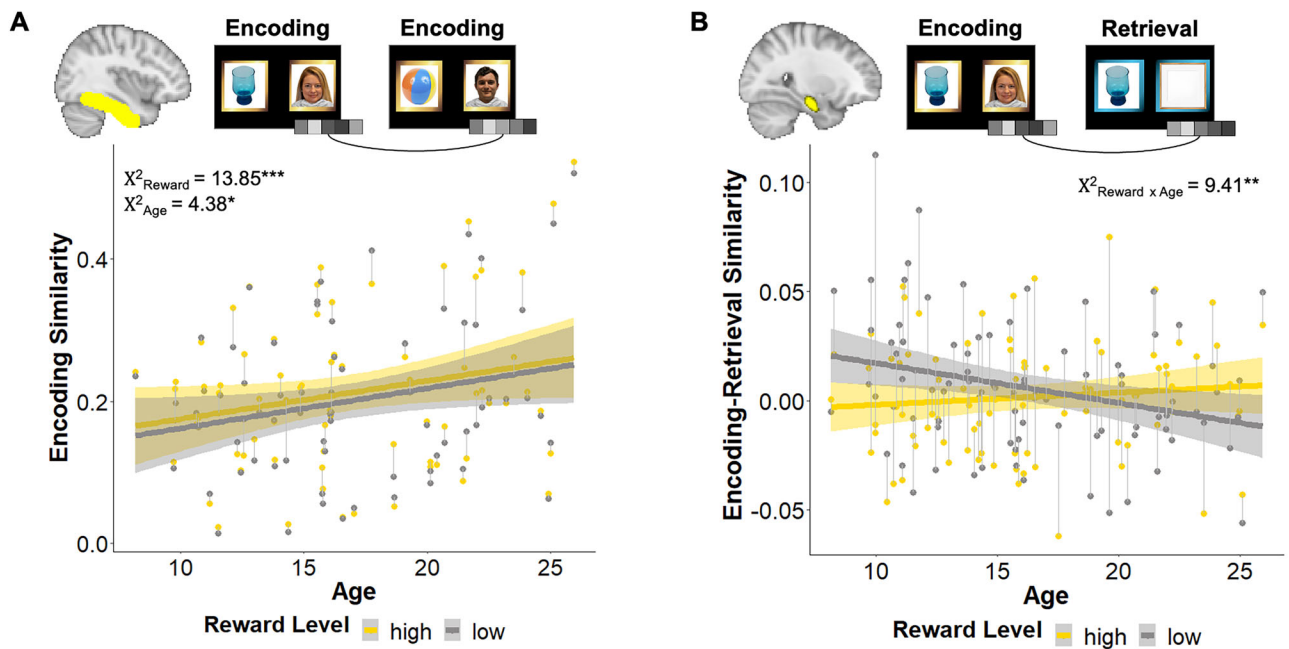 A
Encoding
Encoding
X²Reward = 13.85***
X²Age = 4.38*
Encoding Similarity
0.4
0.2
0.0
10
15
20
25
Age
Reward Level
high
low
B
Encoding
Retrieval
X²Reward x Age = 9.41**
Encoding-Retrieval Similarity
0.10
0.05
0.00
-0.05
10
15
20
25
Age
Reward Level
high
low